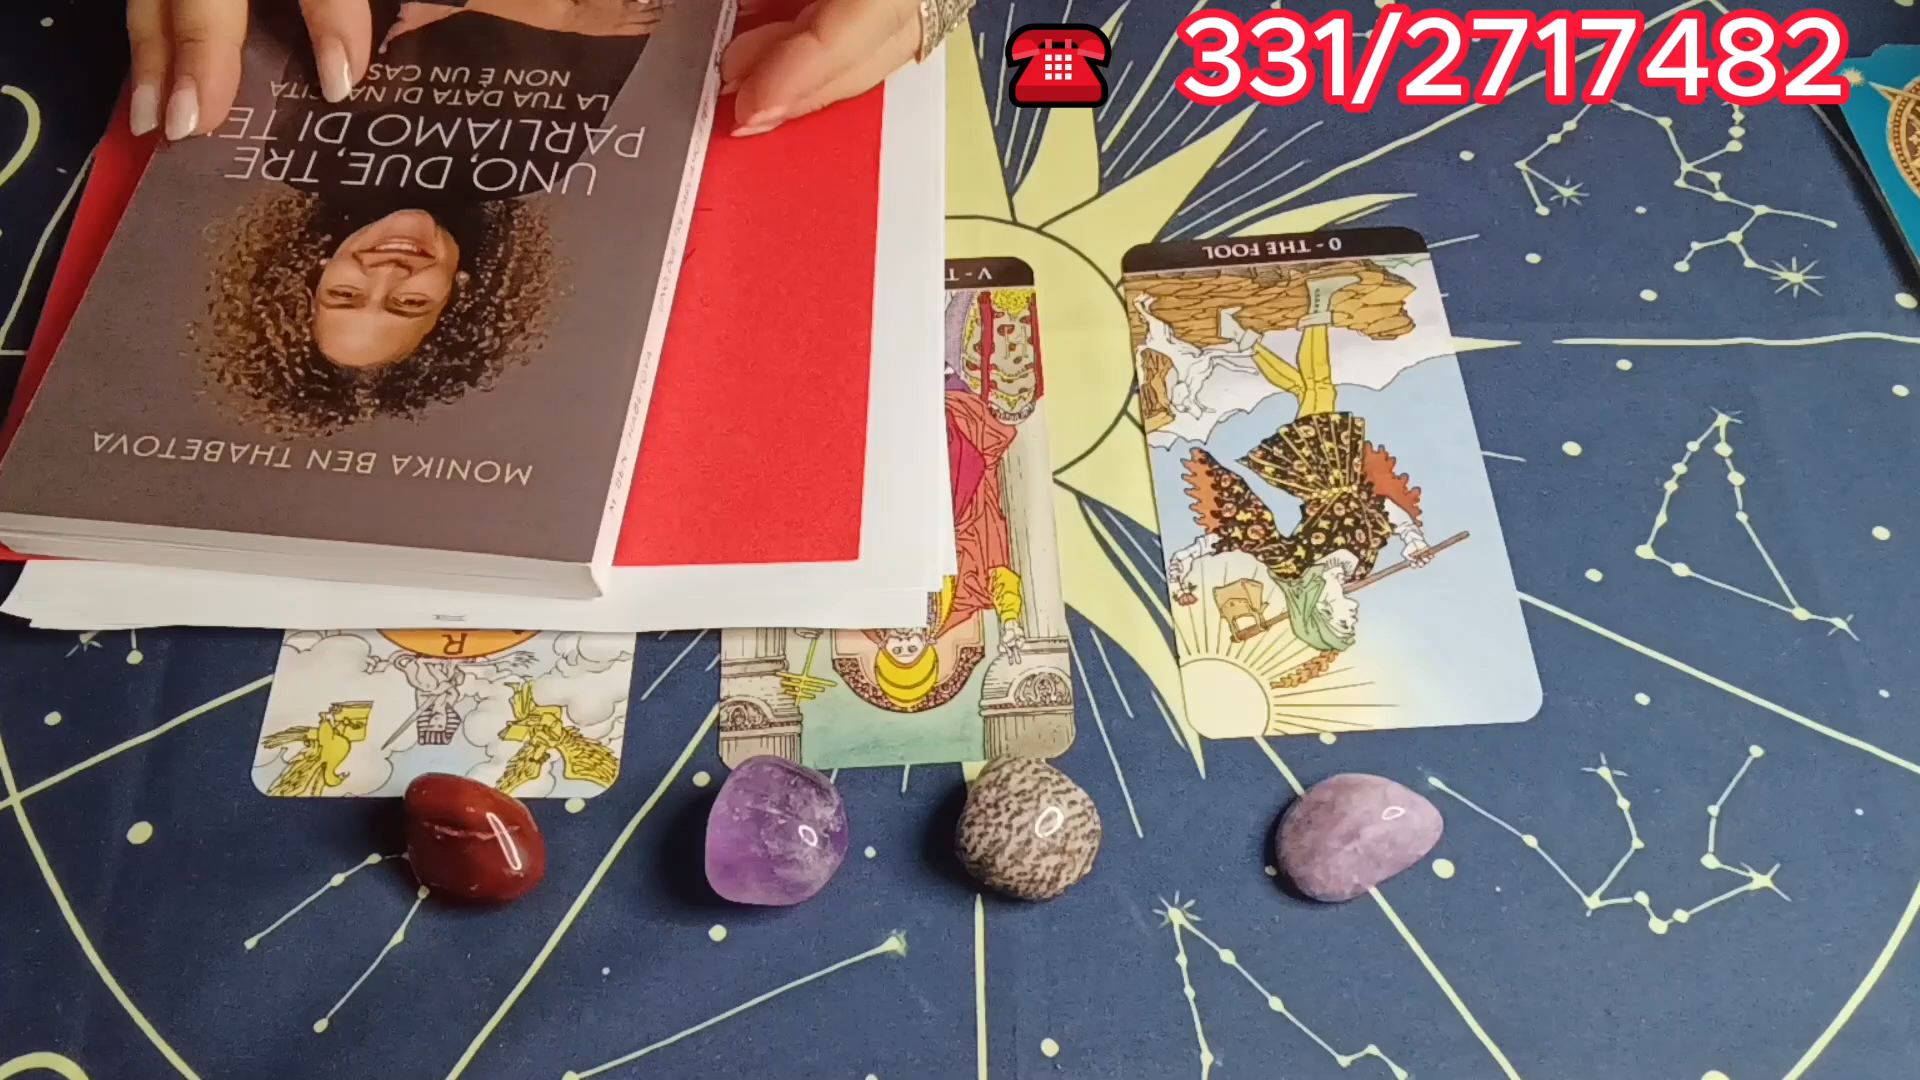 331/2717482
NON È UN CAS
LA TUA DATA DI NASCITA
PARLIAMO DI TE!
UNO, DUE, TRE
MONIKA BEN THABETOVA
V - T
0 - THE FOOL
R